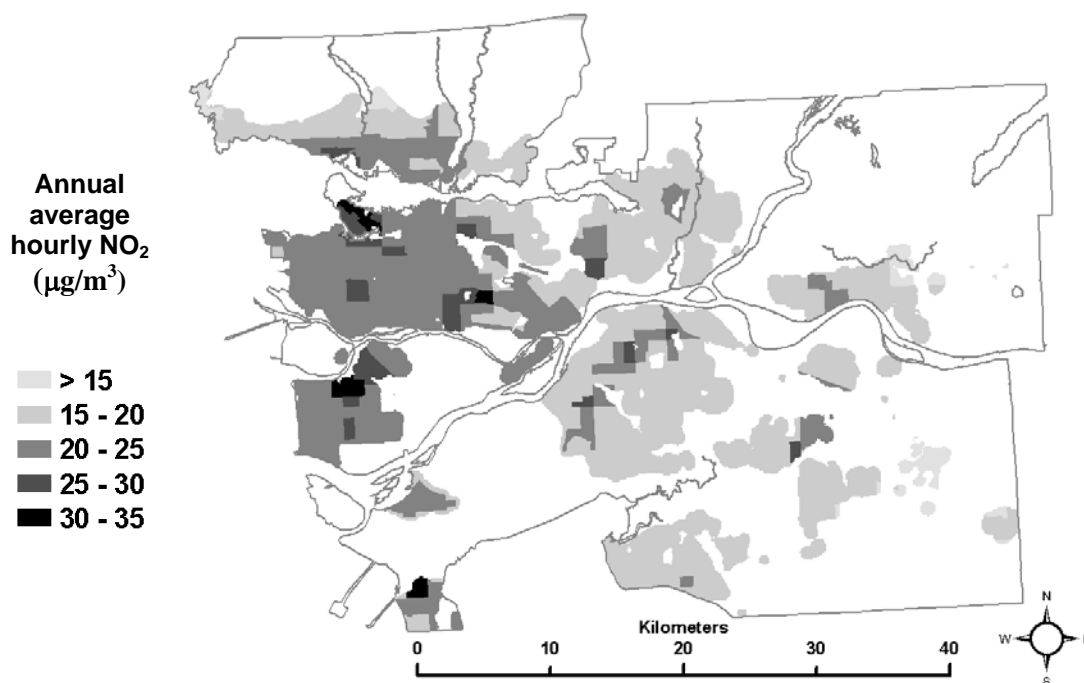 Annual
average
hourly NO₂
(µg/m³)
> 15
15 - 20
20 - 25
25 - 30
30 - 35
Kilometers
0 10 20 30 40
N
W
S